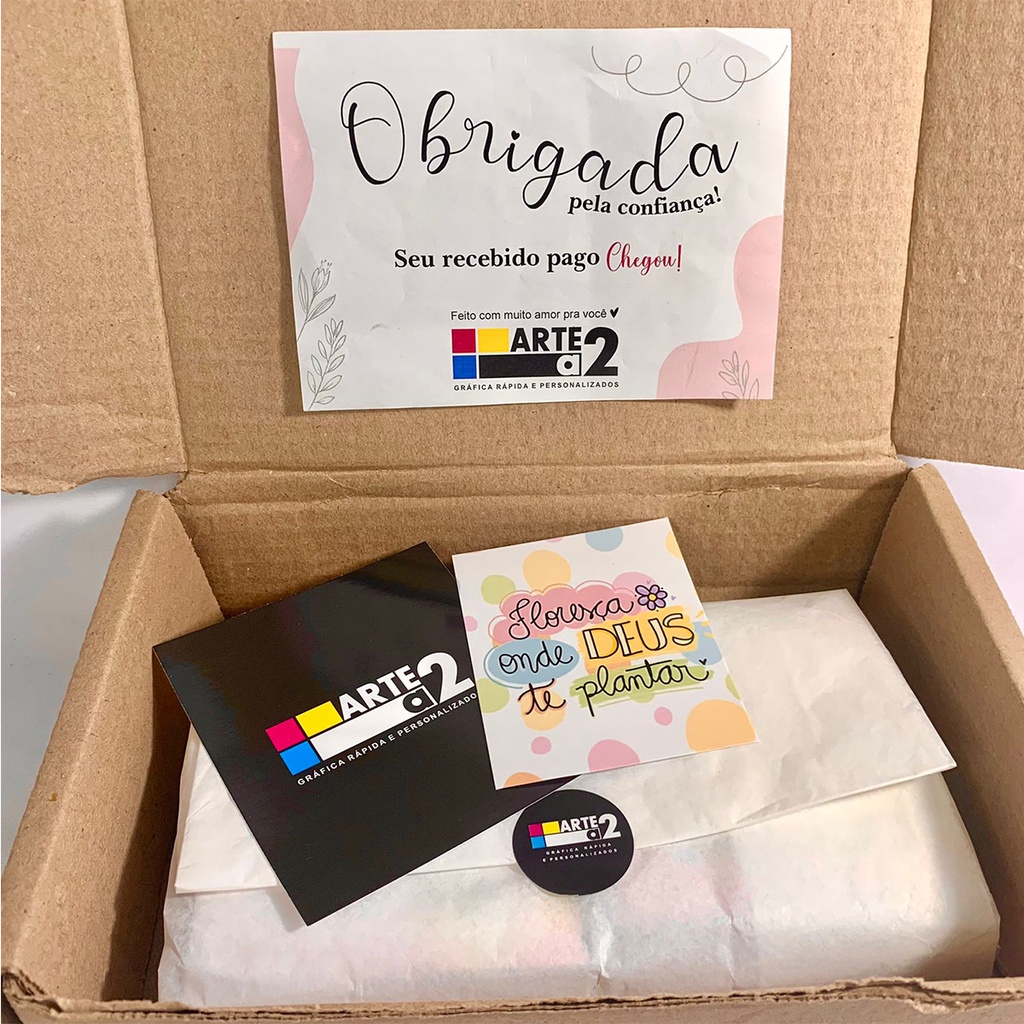 Obrigada
pela confiança!
Seu recebido pago Chegou!
Feito com muito amor pra você
ARTE
a2
GRÁFICA RÁPIDA E PERSONALIZADOS
ARTE
a2
GRÁFICA RÁPIDA E PERSONALIZADO
Floresça
onde DEUS
te plantar
ARTE
a2
GRÁFICA RÁPIDA
E PERSONALIZADOS